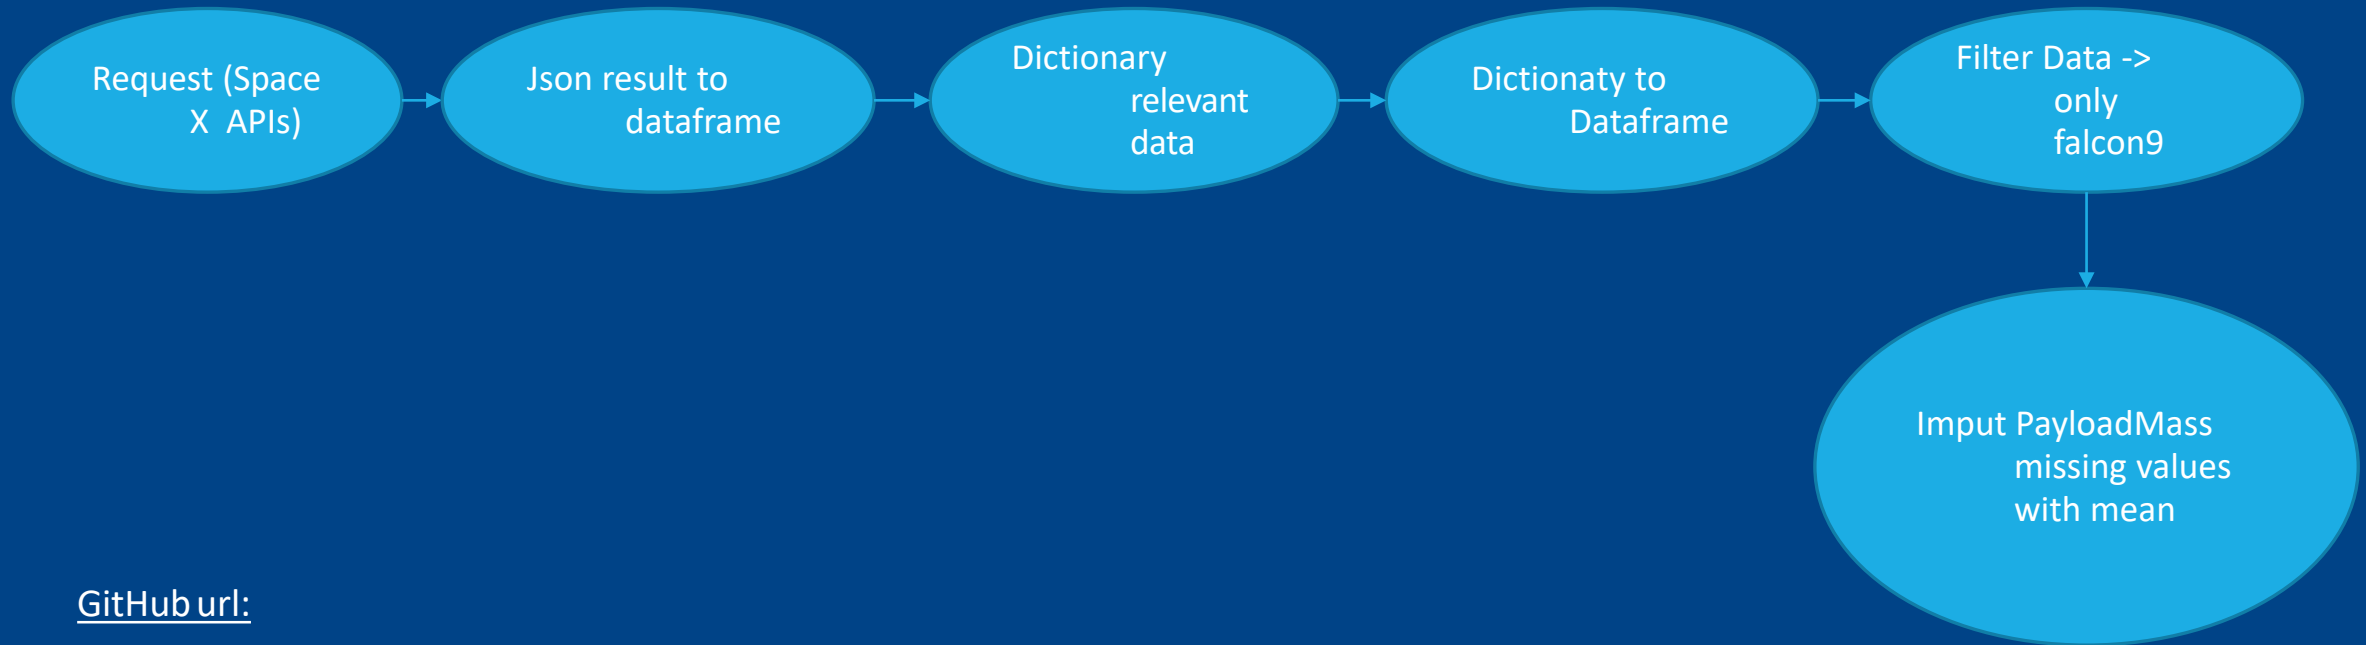 Request (Space
X APIs)
Json result to
dataframe
Dictionary
relevant
data
Dictionaty to
Dataframe
Filter Data ->
only
falcon9
Imput PayloadMass
missing values
with mean
GitHub url: